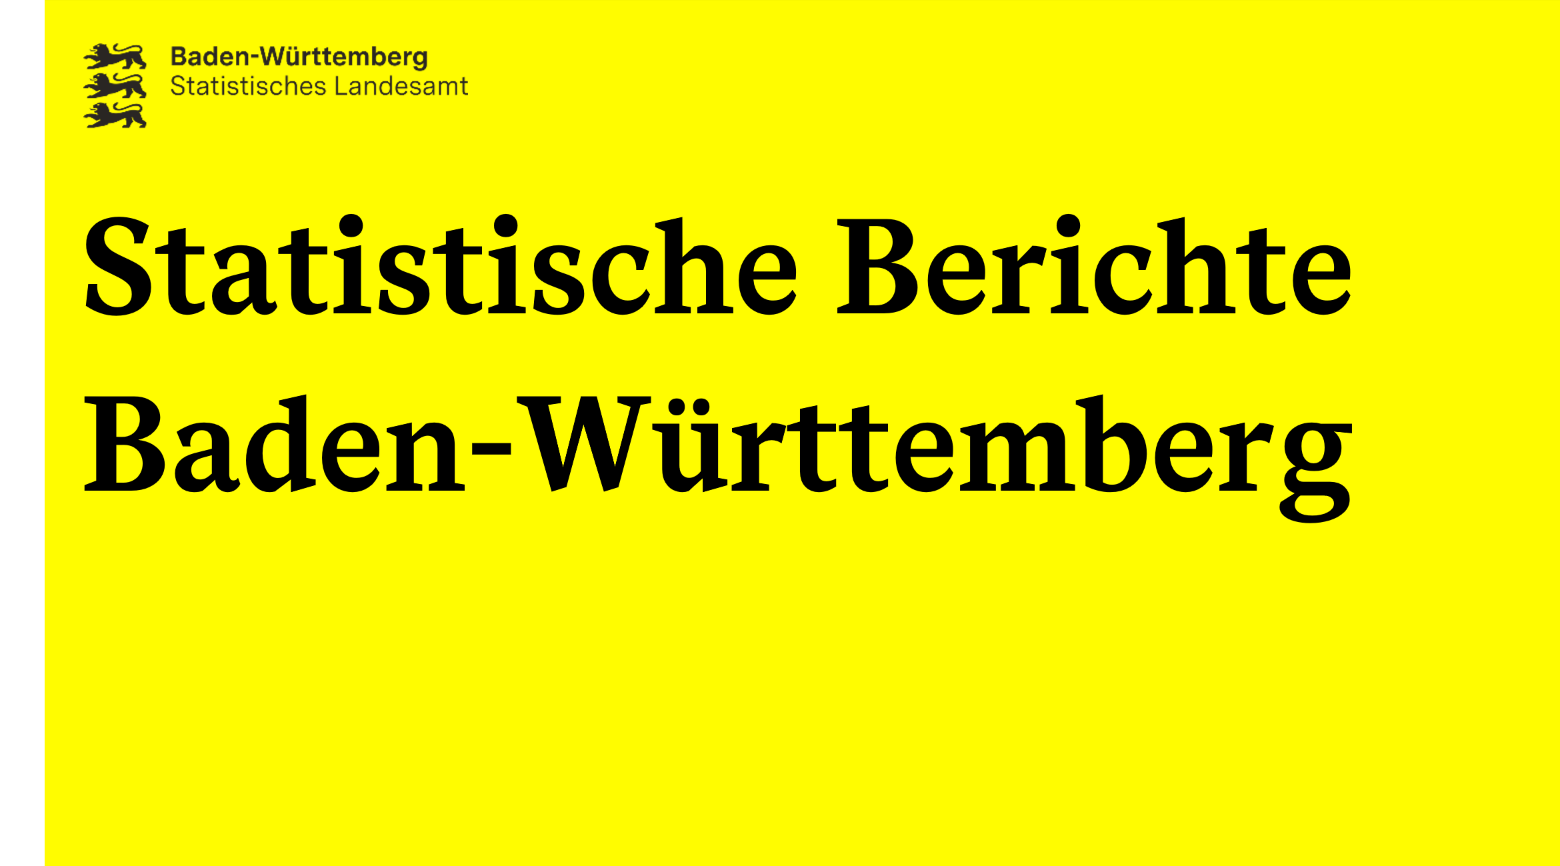 Baden-Württemberg
Statistisches Landesamt
Statistische Berichte
Baden-Württemberg